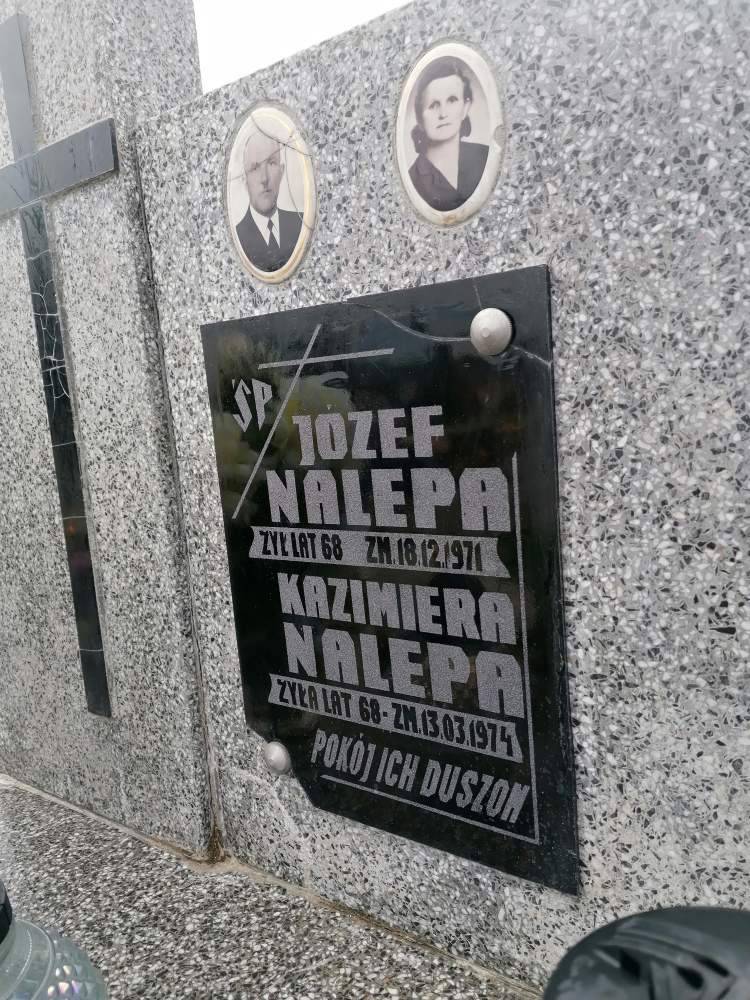 ŚP
JÓZEF
NALEPA
ŻYŁ LAT 68 ZM. 18.12.1971
KAZIMIERA
NALEPA
ŻYŁA LAT 68 - ZM. 13.03.1974
POKÓJ ICH DUSZOM